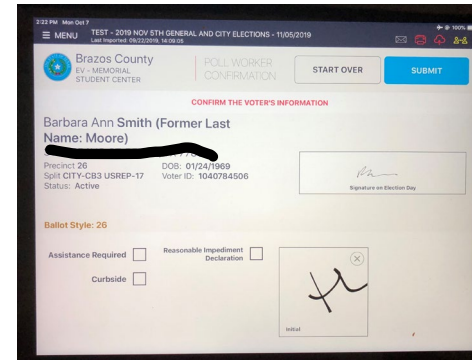 2:22 PM Mon Oct 7
100%
MENU
TEST - 2019 NOV 5TH GENERAL AND CITY ELECTIONS - 11/05/2019
Last Imported: 09/22/2019, 14:09:05
Brazos County
EV - MEMORIAL
STUDENT CENTER
POLL WORKER
CONFIRMATION
START OVER
SUBMIT
CONFIRM THE VOTER'S INFORMATION
Barbara Ann Smith (Former Last
Name: Moore)
Precinct 26
DOB: 01/24/1969
Split CITY-CB3 USREP-17
Voter ID: 1040784506
Status: Active
Signature on Election Day
Ballot Style: 26
Assistance Required
Reasonable Impediment
Declaration
Curbside
Initial